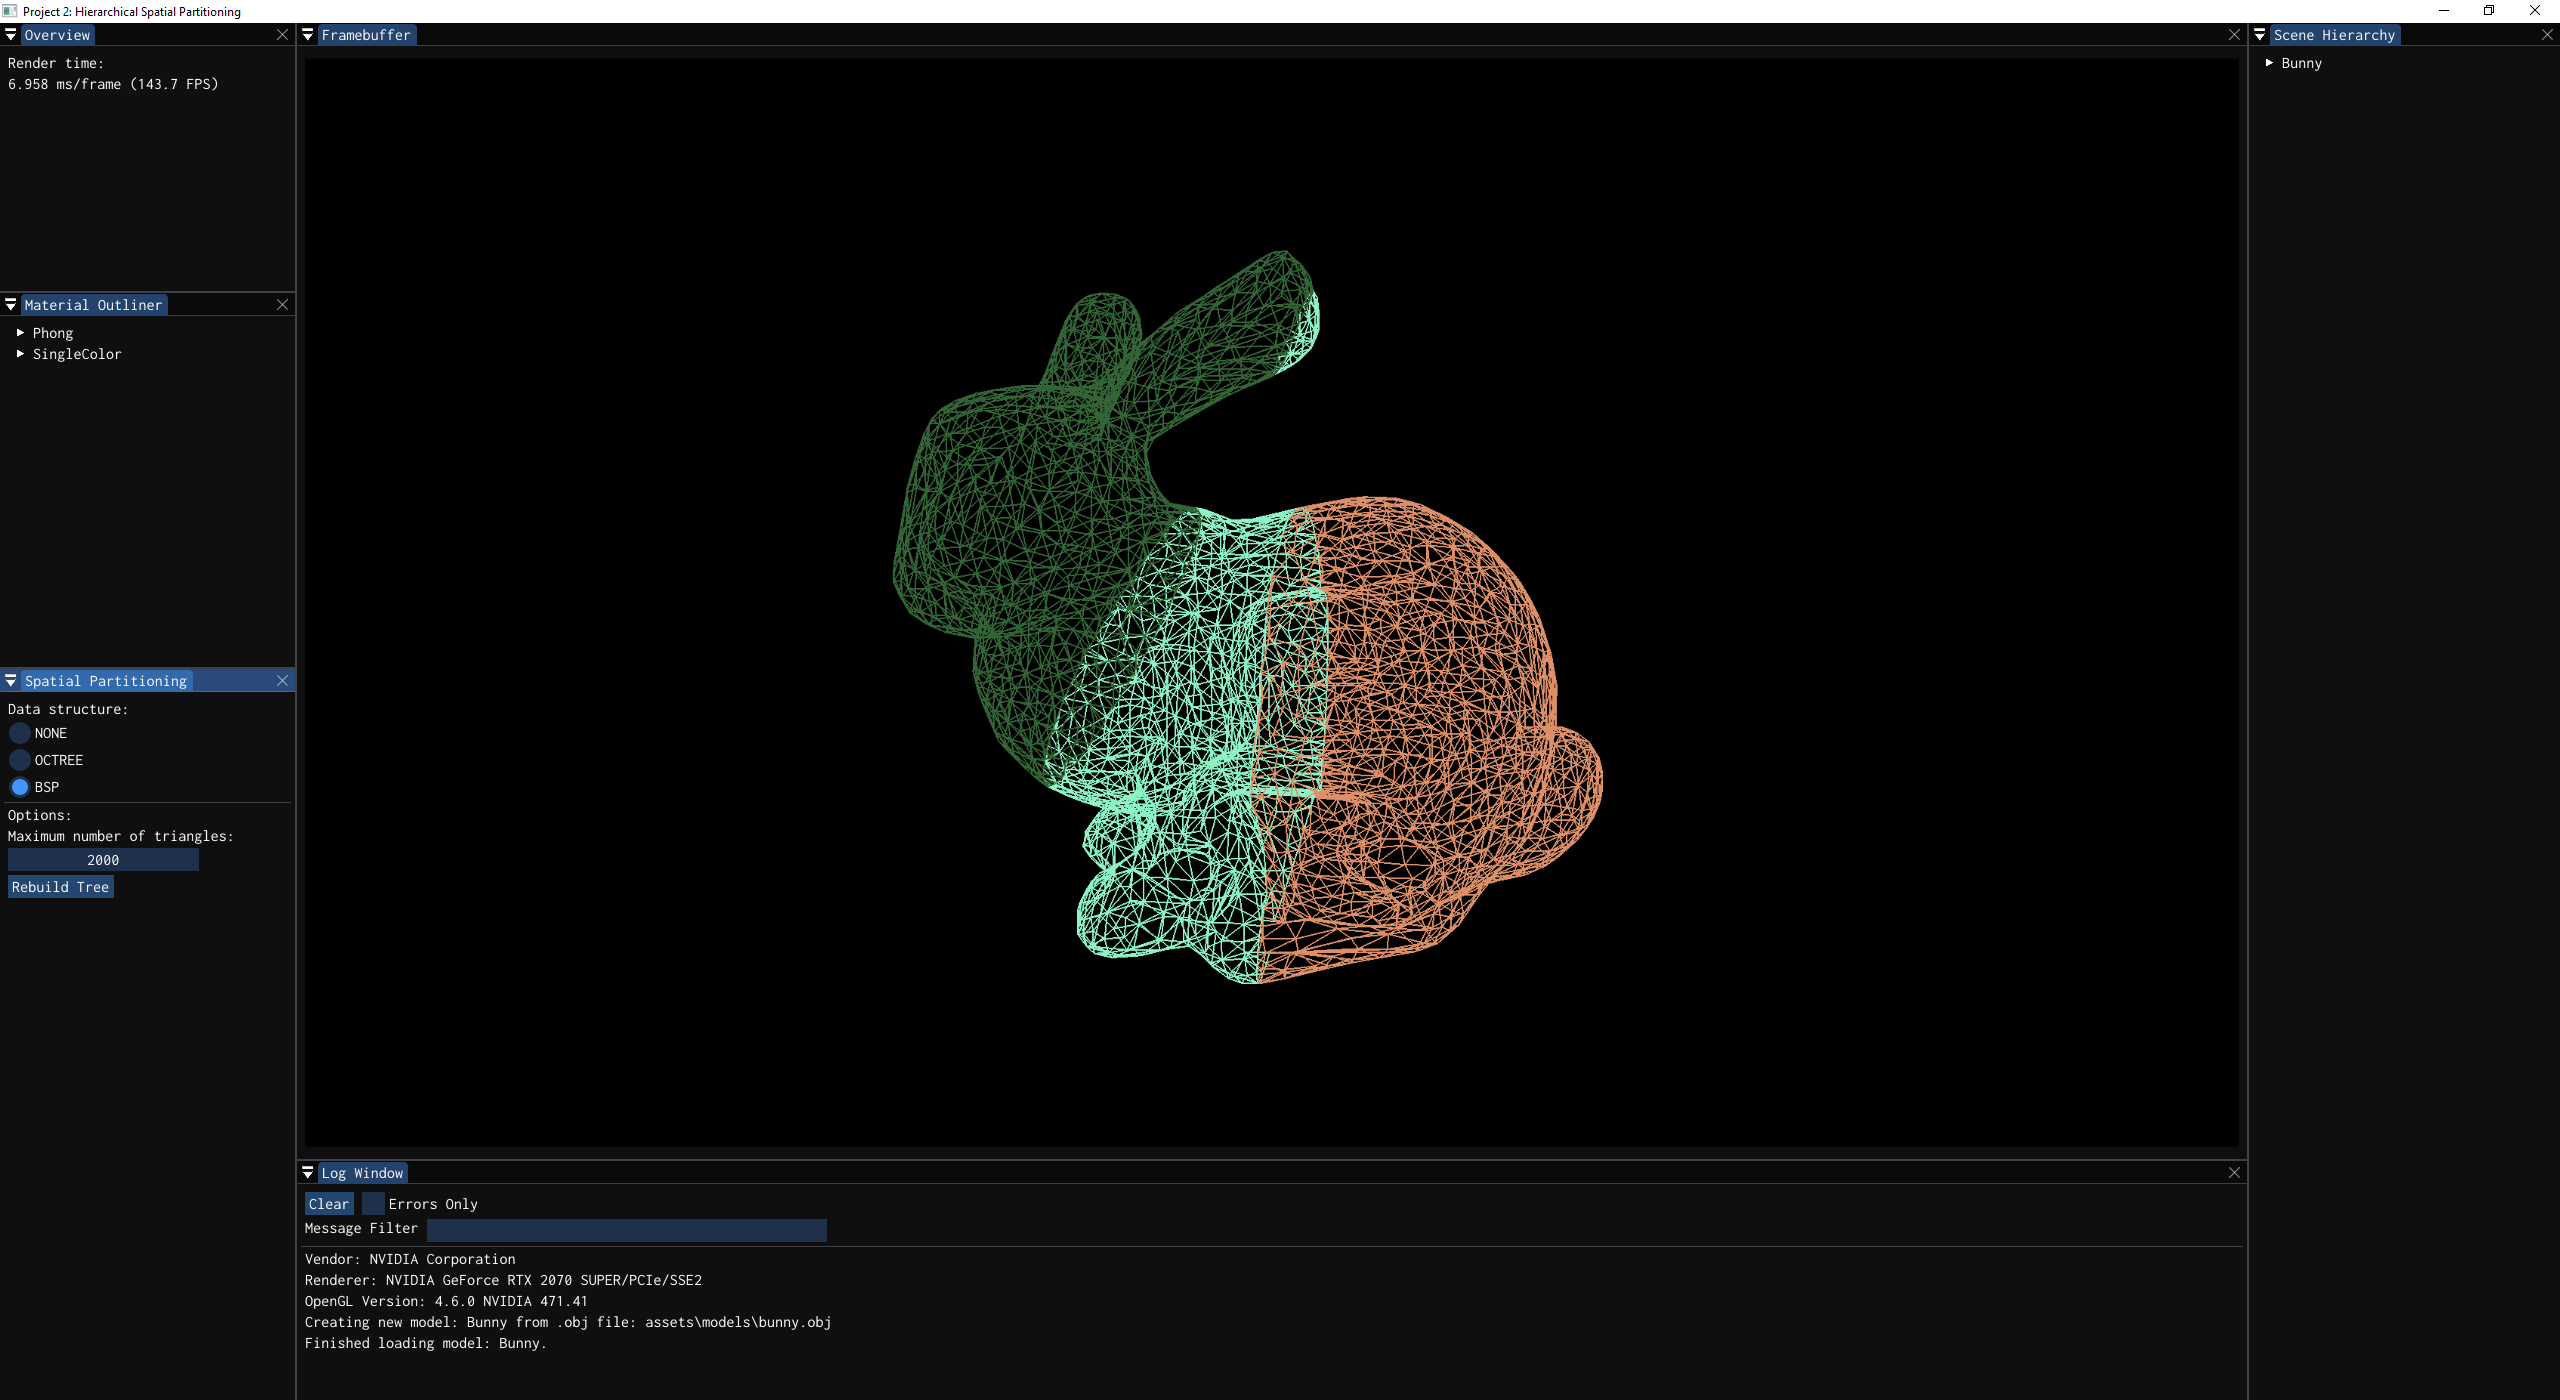 Project 2: Hierarchical Spatial Partitioning
Overview
Render time:
6.958 ms/frame (143.7 FPS)
Material Outliner
Phong
SingleColor
Spatial Partitioning
Data structure:
NONE
OCTREE
BSP
Options:
Maximum number of triangles:
2000
Rebuild Tree
Framebuffer
Log Window
Clear Errors Only
Message Filter
Vendor: NVIDIA Corporation
Renderer: NVIDIA GeForce RTX 2070 SUPER/PCIe/SSE2
OpenGL Version: 4.6.0 NVIDIA 471.41
Creating new model: Bunny from .obj file: assets\models\bunny.obj
Finished loading model: Bunny.
Scene Hierarchy
Bunny